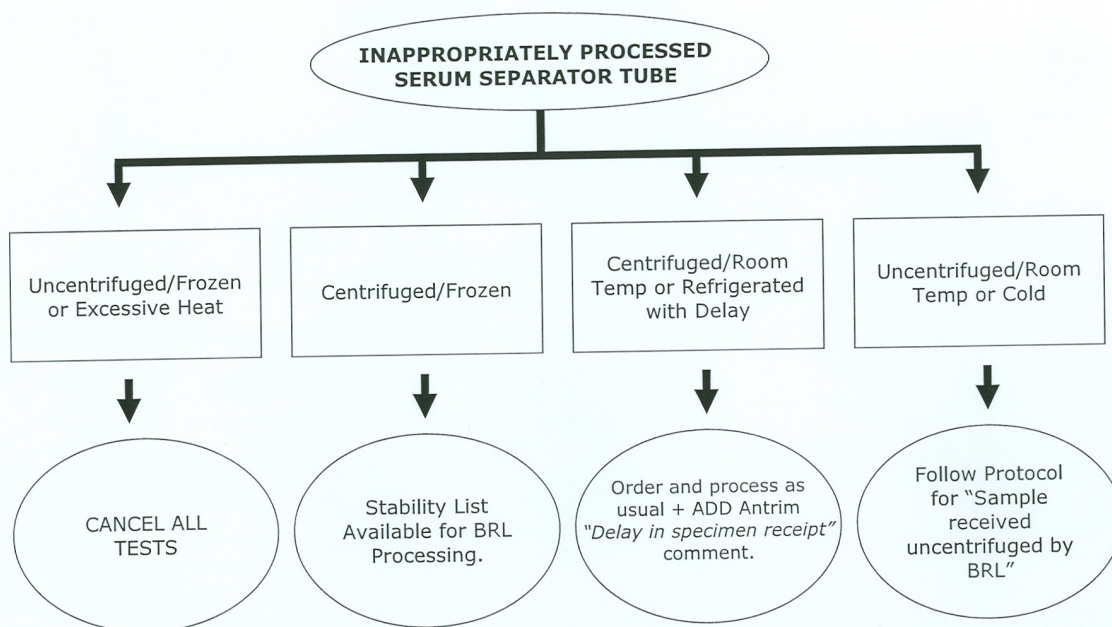 INAPPROPRIATELY PROCESSED
SERUM SEPARATOR TUBE
Uncentrifuged/Frozen
or Excessive Heat
Centrifuged/Frozen
Centrifuged/Room
Temp or Refrigerated
with Delay
Uncentrifuged/Room
Temp or Cold
CANCEL ALL
TESTS
Stability List
Available for BRL
Processing.
Order and process as
usual + ADD Antrim
“Delay in specimen receipt”
comment.
Follow Protocol
for “Sample
received
uncentrifuged by
BRL”